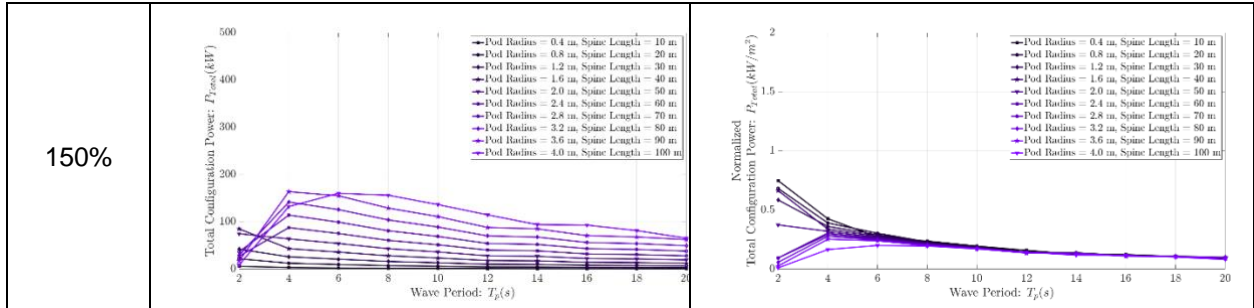 150%
500
400
300
200
100
0
Total Configuration Power: P_Total(kW)
Pod Radius = 0.4 m, Spine Length = 10 m
Pod Radius = 0.8 m, Spine Length = 20 m
Pod Radius = 1.2 m, Spine Length = 30 m
Pod Radius = 1.6 m, Spine Length = 40 m
Pod Radius = 2.0 m, Spine Length = 50 m
Pod Radius = 2.4 m, Spine Length = 60 m
Pod Radius = 2.8 m, Spine Length = 70 m
Pod Radius = 3.2 m, Spine Length = 80 m
Pod Radius = 3.6 m, Spine Length = 90 m
Pod Radius = 4.0 m, Spine Length = 100 m
2 4 6 8 10 12 14 16 18 20
Wave Period: T_p(s)
2
1.5
1
0.5
0
Normalized
Total Configuration Power: P_Total(kW/m²)
Pod Radius = 0.4 m, Spine Length = 10 m
Pod Radius = 0.8 m, Spine Length = 20 m
Pod Radius = 1.2 m, Spine Length = 30 m
Pod Radius = 1.6 m, Spine Length = 40 m
Pod Radius = 2.0 m, Spine Length = 50 m
Pod Radius = 2.4 m, Spine Length = 60 m
Pod Radius = 2.8 m, Spine Length = 70 m
Pod Radius = 3.2 m, Spine Length = 80 m
Pod Radius = 3.6 m, Spine Length = 90 m
Pod Radius = 4.0 m, Spine Length = 100 m
2 4 6 8 10 12 14 16 18 20
Wave Period: T_p(s)